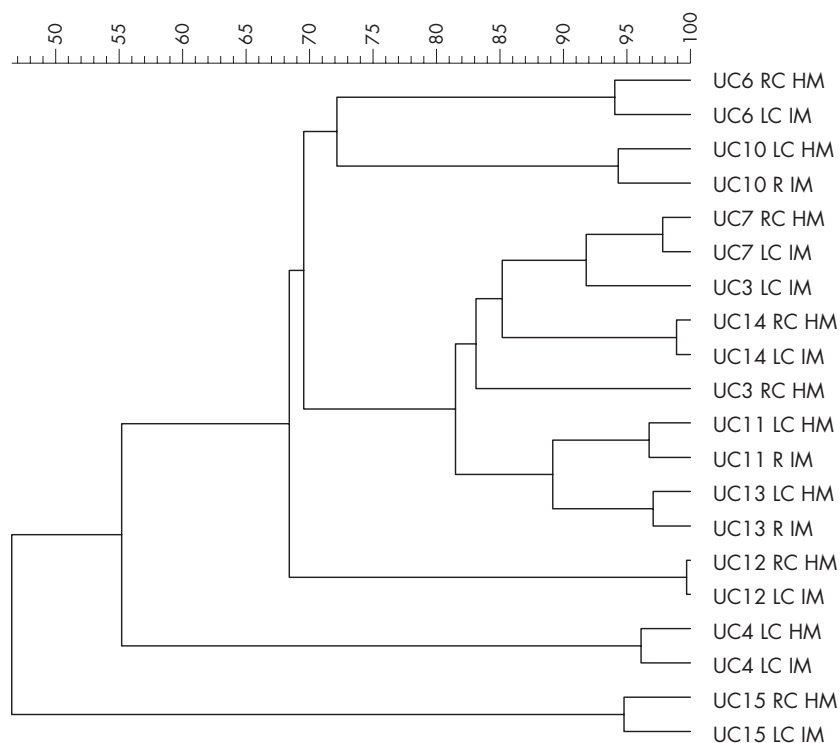 50 55 60 65 70 75 80 85 90 95 100
UC6 RC HM
UC6 LC IM
UC10 LC HM
UC10 R IM
UC7 RC HM
UC7 LC IM
UC3 LC IM
UC14 RC HM
UC14 LC IM
UC3 RC HM
UC11 LC HM
UC11 R IM
UC13 LC HM
UC13 R IM
UC12 RC HM
UC12 LC IM
UC4 LC HM
UC4 LC IM
UC15 RC HM
UC15 LC IM